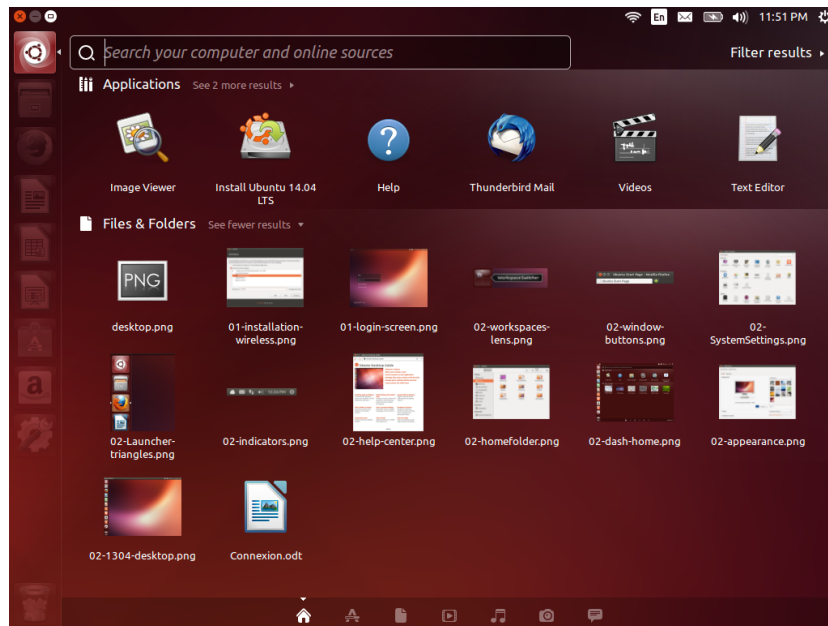 En 11:51 PM
Search your computer and online sources
Filter results
Applications See 2 more results
Image Viewer
Install Ubuntu 14.04
LTS
Help
Thunderbird Mail
Videos
Text Editor
Files & Folders See fewer results
PNG
desktop.png
01-installation-
wireless.png
01-login-screen.png
Workspace Switcher
02-workspaces-
lens.png
02-window-
buttons.png
02-
SystemSettings.png
02-Launcher-
triangles.png
02-indicators.png
02-help-center.png
02-homefolder.png
02-dash-home.png
02-appearance.png
02-1304-desktop.png
Connexion.odt